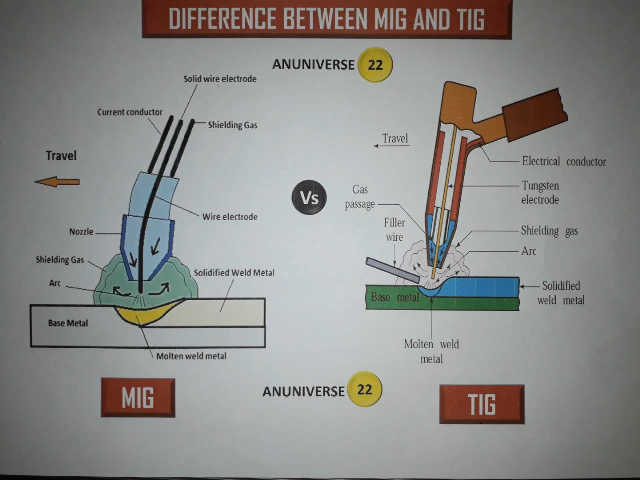 DIFFERENCE BETWEEN MIG AND TIG
ANUNIVERSE 22
Solid wire electrode
Current conductor
Shielding Gas
Travel
Wire electrode
Nozzle
Shielding Gas
Solidified Weld Metal
Arc
Base Metal
Molten weld metal
MIG
Vs
Travel
Electrical conductor
Gas
passage
Tungsten
electrode
Filler
wire
Shielding gas
Arc
Base metal
Solidified
weld metal
Molten weld
metal
ANUNIVERSE 22
TIG